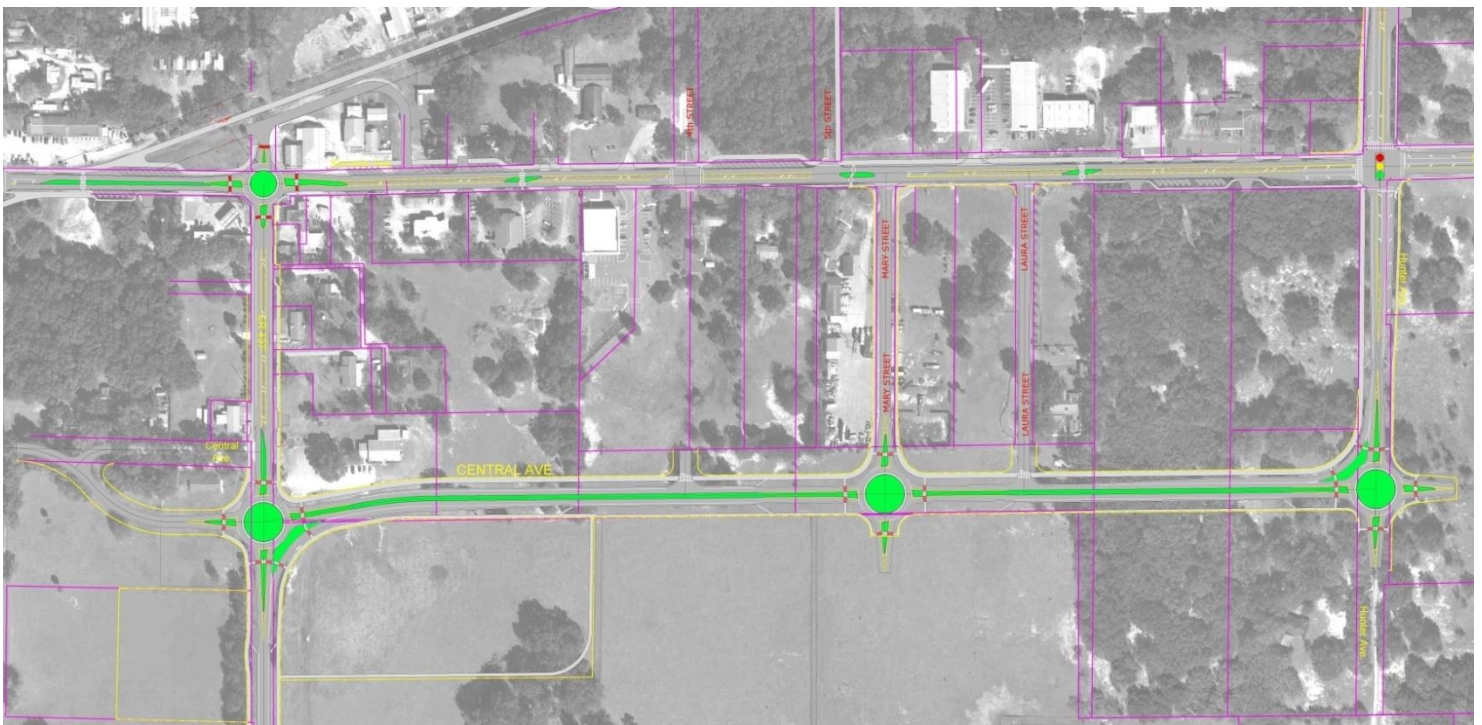 4th STREET
5th STREET
MARY STREET
LAURA STREET
Hunter Ave.
MARY STREET
LAURA STREET
Central
Ave.
CENTRAL AVE.
Hunter Ave.